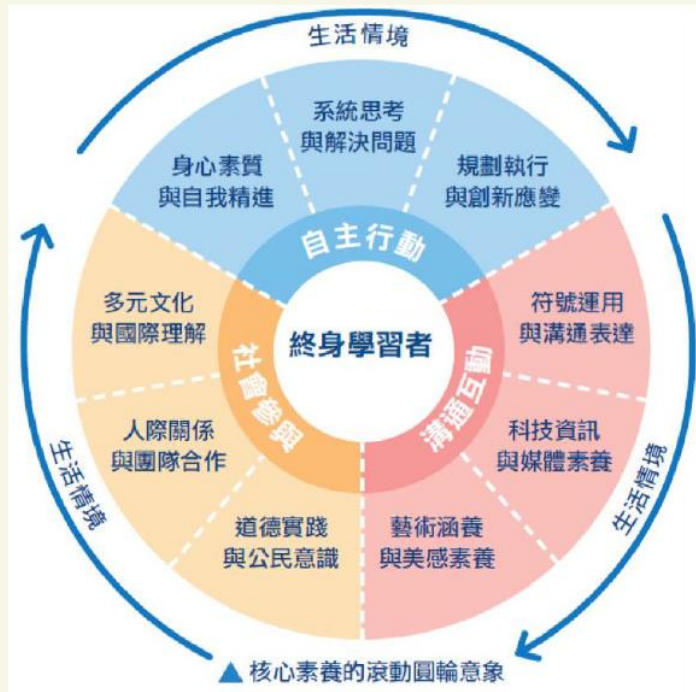 生活情境
系統思考
與解決問題
身心素質
與自我精進
規劃執行
與創新應變
自主行動
多元文化
與國際理解
符號運用
與溝通表達
終身學習者
社會參與
溝通互動
人際關係
與團隊合作
科技資訊
與媒體素養
生活情境
生活情境
道德實踐
與公民意識
藝術涵養
與美感素養
▲ 核心素養的滾動圓輪意象